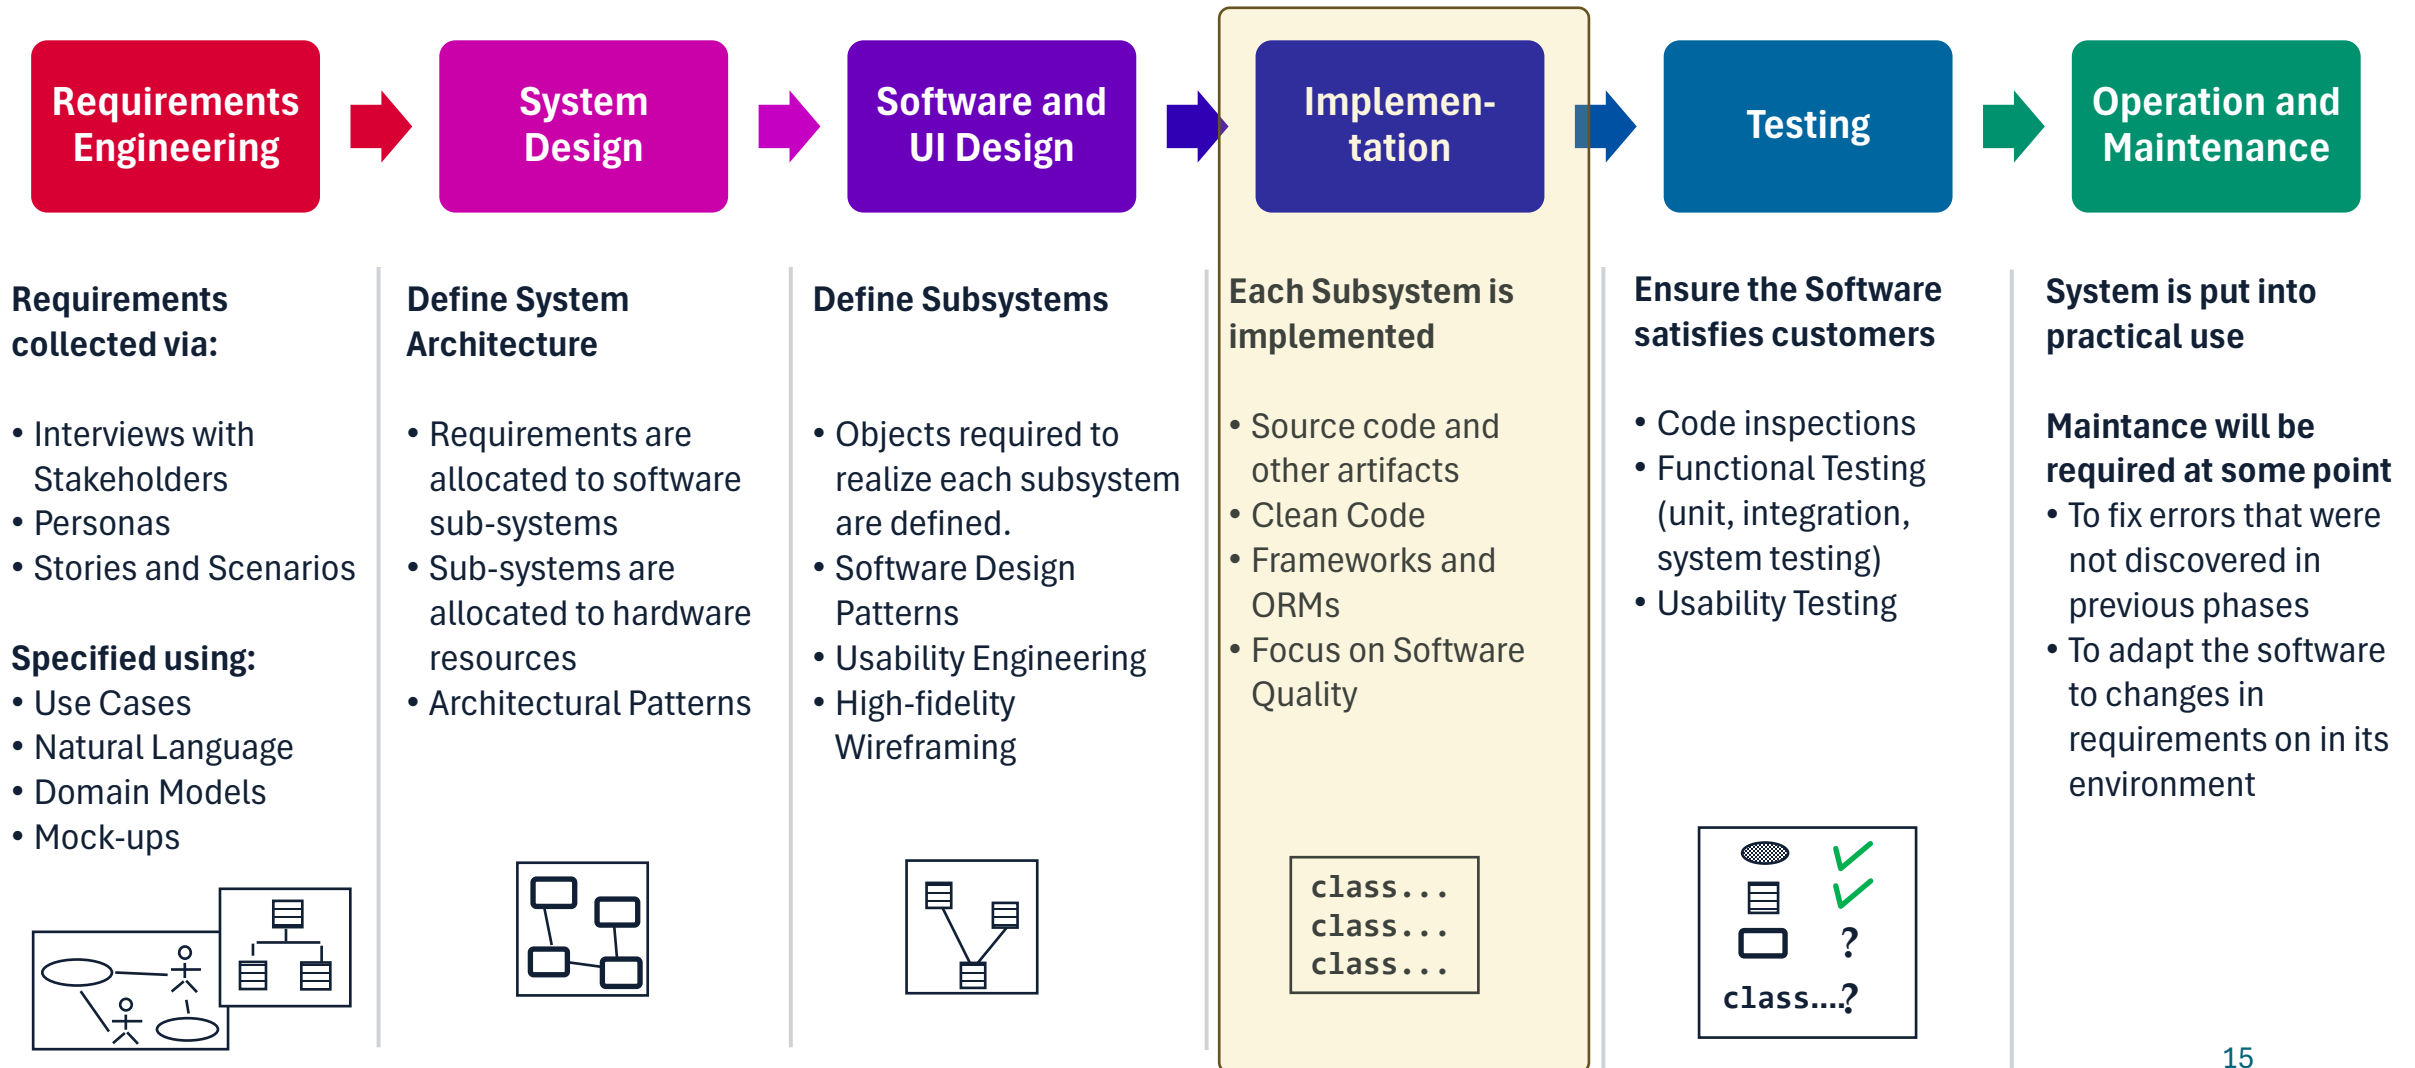 Requirements
Engineering
System
Design
Software and
UI Design
Implemen-
tation
Testing
Operation and
Maintenance
Requirements
collected via:
• Interviews with
Stakeholders
• Personas
• Stories and Scenarios
Specified using:
• Use Cases
• Natural Language
• Domain Models
• Mock-ups
Define System
Architecture
• Requirements are
allocated to software
sub-systems
• Sub-systems are
allocated to hardware
resources
• Architectural Patterns
Define Subsystems
• Objects required to
realize each subsystem
are defined.
• Software Design
Patterns
• Usability Engineering
• High-fidelity
Wireframing
Each Subsystem is
implemented
• Source code and
other artifacts
• Clean Code
• Frameworks and
ORMs
• Focus on Software
Quality
class...
class...
class...
Ensure the Software
satisfies customers
• Code inspections
• Functional Testing
(unit, integration,
system testing)
• Usability Testing
?
class....?
System is put into
practical use
Maintance will be
required at some point
• To fix errors that were
not discovered in
previous phases
• To adapt the software
to changes in
requirements on in its
environment
15